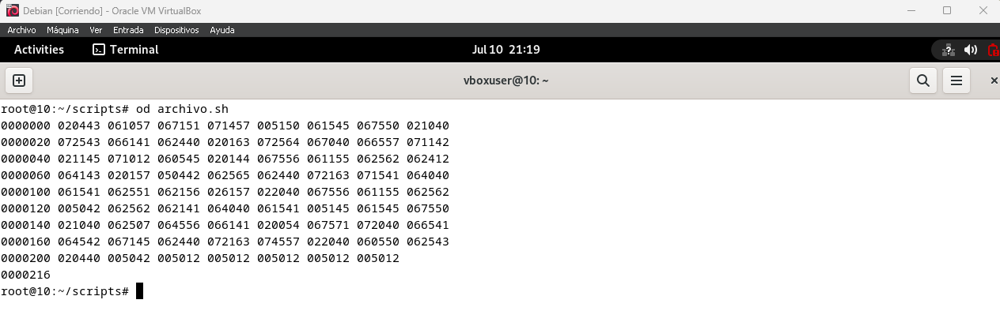 Debian [Corriendo] - Oracle VM VirtualBox
Archivo Máquina Ver Entrada Dispositivos Ayuda
Activities Terminal Jul 10 21:19
vboxuser@10: ~
root@10:~/scripts# od archivo.sh
0000000 020443 061057 067151 071457 005150 061545 067550 021040
0000020 072543 066141 062440 020163 072564 067040 066557 071142
0000040 021145 071012 060545 020144 067556 061155 062562 062412
0000060 064143 020157 050442 062565 062440 072163 071541 064040
0000100 061541 062551 062156 026157 022040 067556 061155 062562
0000120 005042 062562 062141 064040 061541 005145 061545 067550
0000140 021040 062507 064556 066141 020054 067571 072040 066541
0000160 064542 067145 062440 072163 074557 022040 060550 062543
0000200 020440 005042 005012 005012 005012 005012 005012
0000216
root@10:~/scripts#